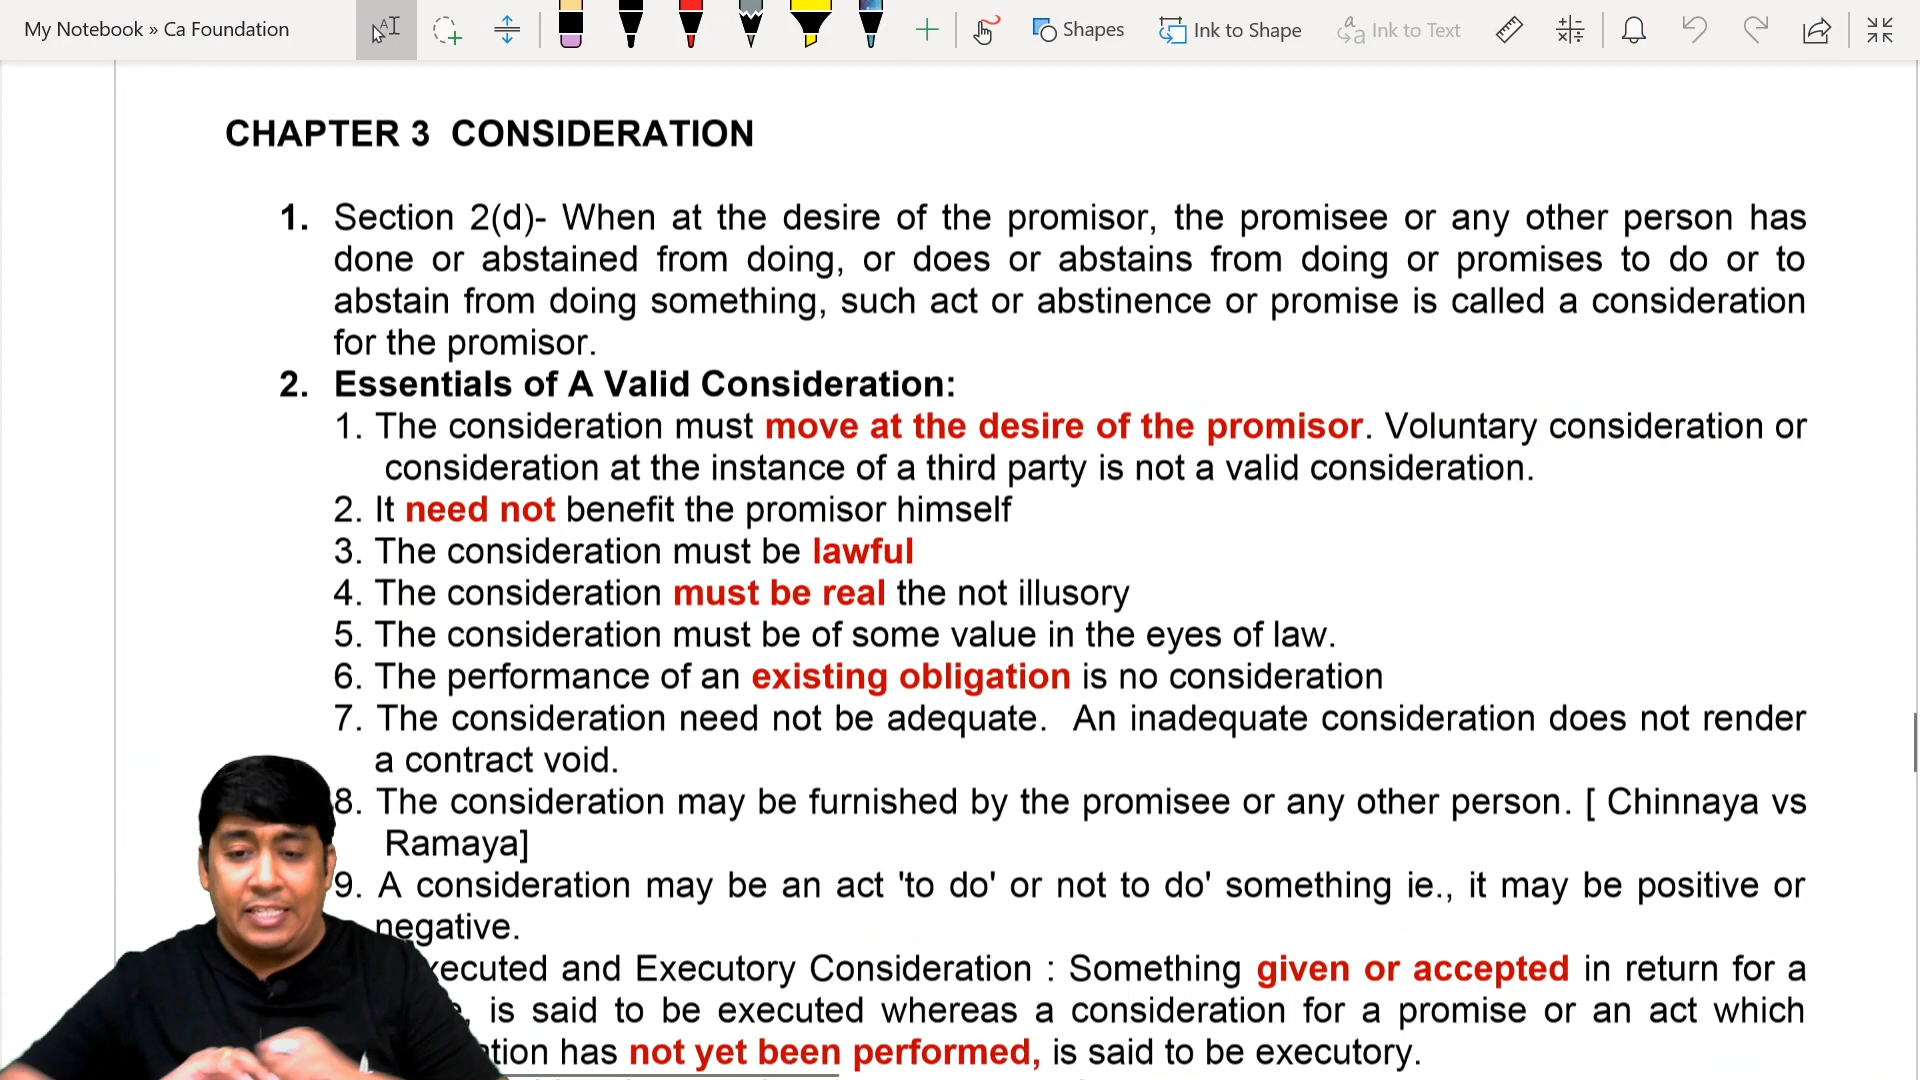 My Notebook » Ca Foundation
Shapes
Ink to Shape
Ink to Text
CHAPTER 3 CONSIDERATION
1. Section 2(d)- When at the desire of the promisor, the promisee or any other person has
done or abstained from doing, or does or abstains from doing or promises to do or to
abstain from doing something, such act or abstinence or promise is called a consideration
for the promisor.
2. Essentials of A Valid Consideration:
1. The consideration must move at the desire of the promisor. Voluntary consideration or
consideration at the instance of a third party is not a valid consideration.
2. It need not benefit the promisor himself
3. The consideration must be lawful
4. The consideration must be real the not illusory
5. The consideration must be of some value in the eyes of law.
6. The performance of an existing obligation is no consideration
7. The consideration need not be adequate. An inadequate consideration does not render
a contract void.
8. The consideration may be furnished by the promisee or any other person. [ Chinnaya vs
Ramaya]
9. A consideration may be an act 'to do' or not to do' something ie., it may be positive or
negative.
and Executory Consideration : Something given or accepted in return for a
is said to be executed whereas a consideration for a promise or an act which
has not yet been performed, is said to be executory.